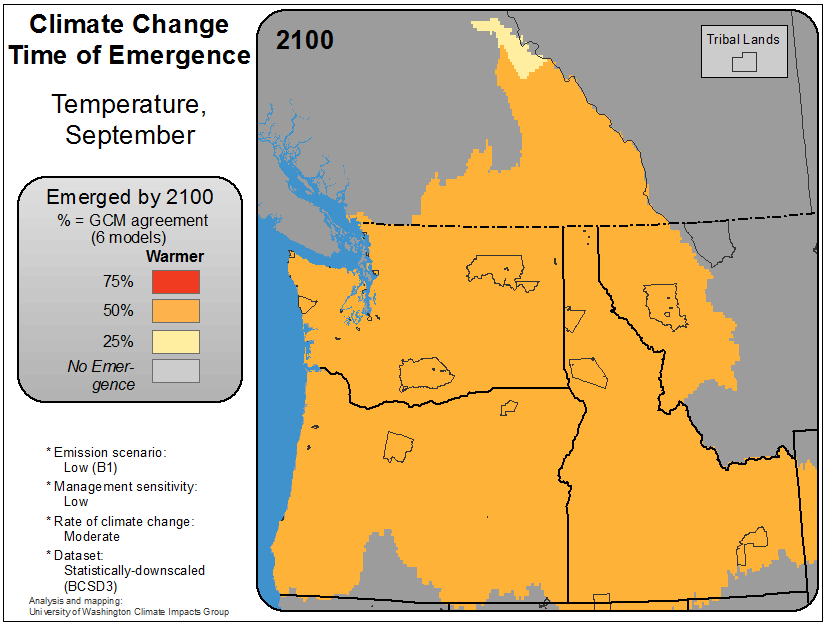 Climate Change
Time of Emergence
Temperature,
September
Emerged by 2100
% = GCM agreement
(6 models)
Warmer
75%
50%
25%
No Emer-
gence
* Emission scenario:
Low (B1)
* Management sensitivity:
Low
* Rate of climate change:
Moderate
* Dataset:
Statistically-downscaled
(BCSD3)
Analysis and mapping:
University of Washington Climate Impacts Group
2100
Tribal Lands